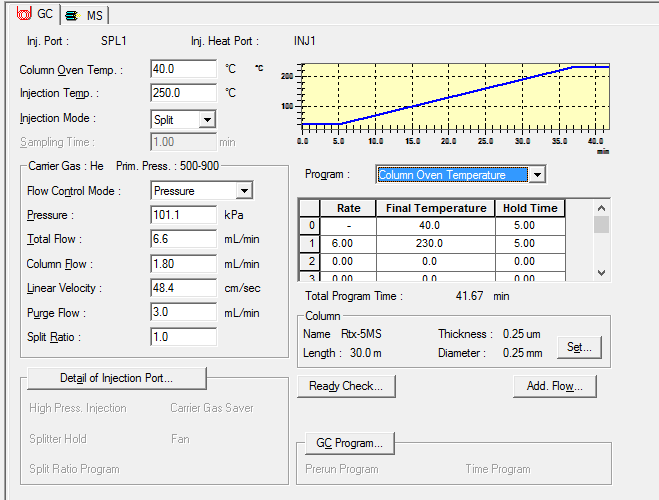 GC MS
Inj. Port : SPL1 Inj. Heat Port : INJ1
Column Oven Temp. : 40.0 °C °C
Injection Temp. : 250.0 °C
Injection Mode : Split
Sampling Time : 1.00 min
200
100
0.0 5.0 10.0 15.0 20.0 25.0 30.0 35.0 40.0
min
Carrier Gas : He Prim. Press. : 500-900
Flow Control Mode : Pressure
Pressure : 101.1 kPa
Total Flow : 6.6 mL/min
Column Flow : 1.80 mL/min
Linear Velocity : 48.4 cm/sec
Purge Flow : 3.0 mL/min
Split Ratio : 1.0
Program : Column Oven Temperature
Rate Final Temperature Hold Time
0 - 40.0 5.00
1 6.00 230.0 5.00
2 0.00 0.0 0.00
3 0.00 0.0 0.00
Total Program Time : 41.67 min
Column
Name Rtx-5MS Thickness : 0.25 um
Length : 30.0 m Diameter : 0.25 mm
Set...
Detail of Injection Port...
High Press. Injection Carrier Gas Saver
Splitter Hold Fan
Split Ratio Program
Ready Check... Add. Flow...
GC Program...
Prerun Program Time Program